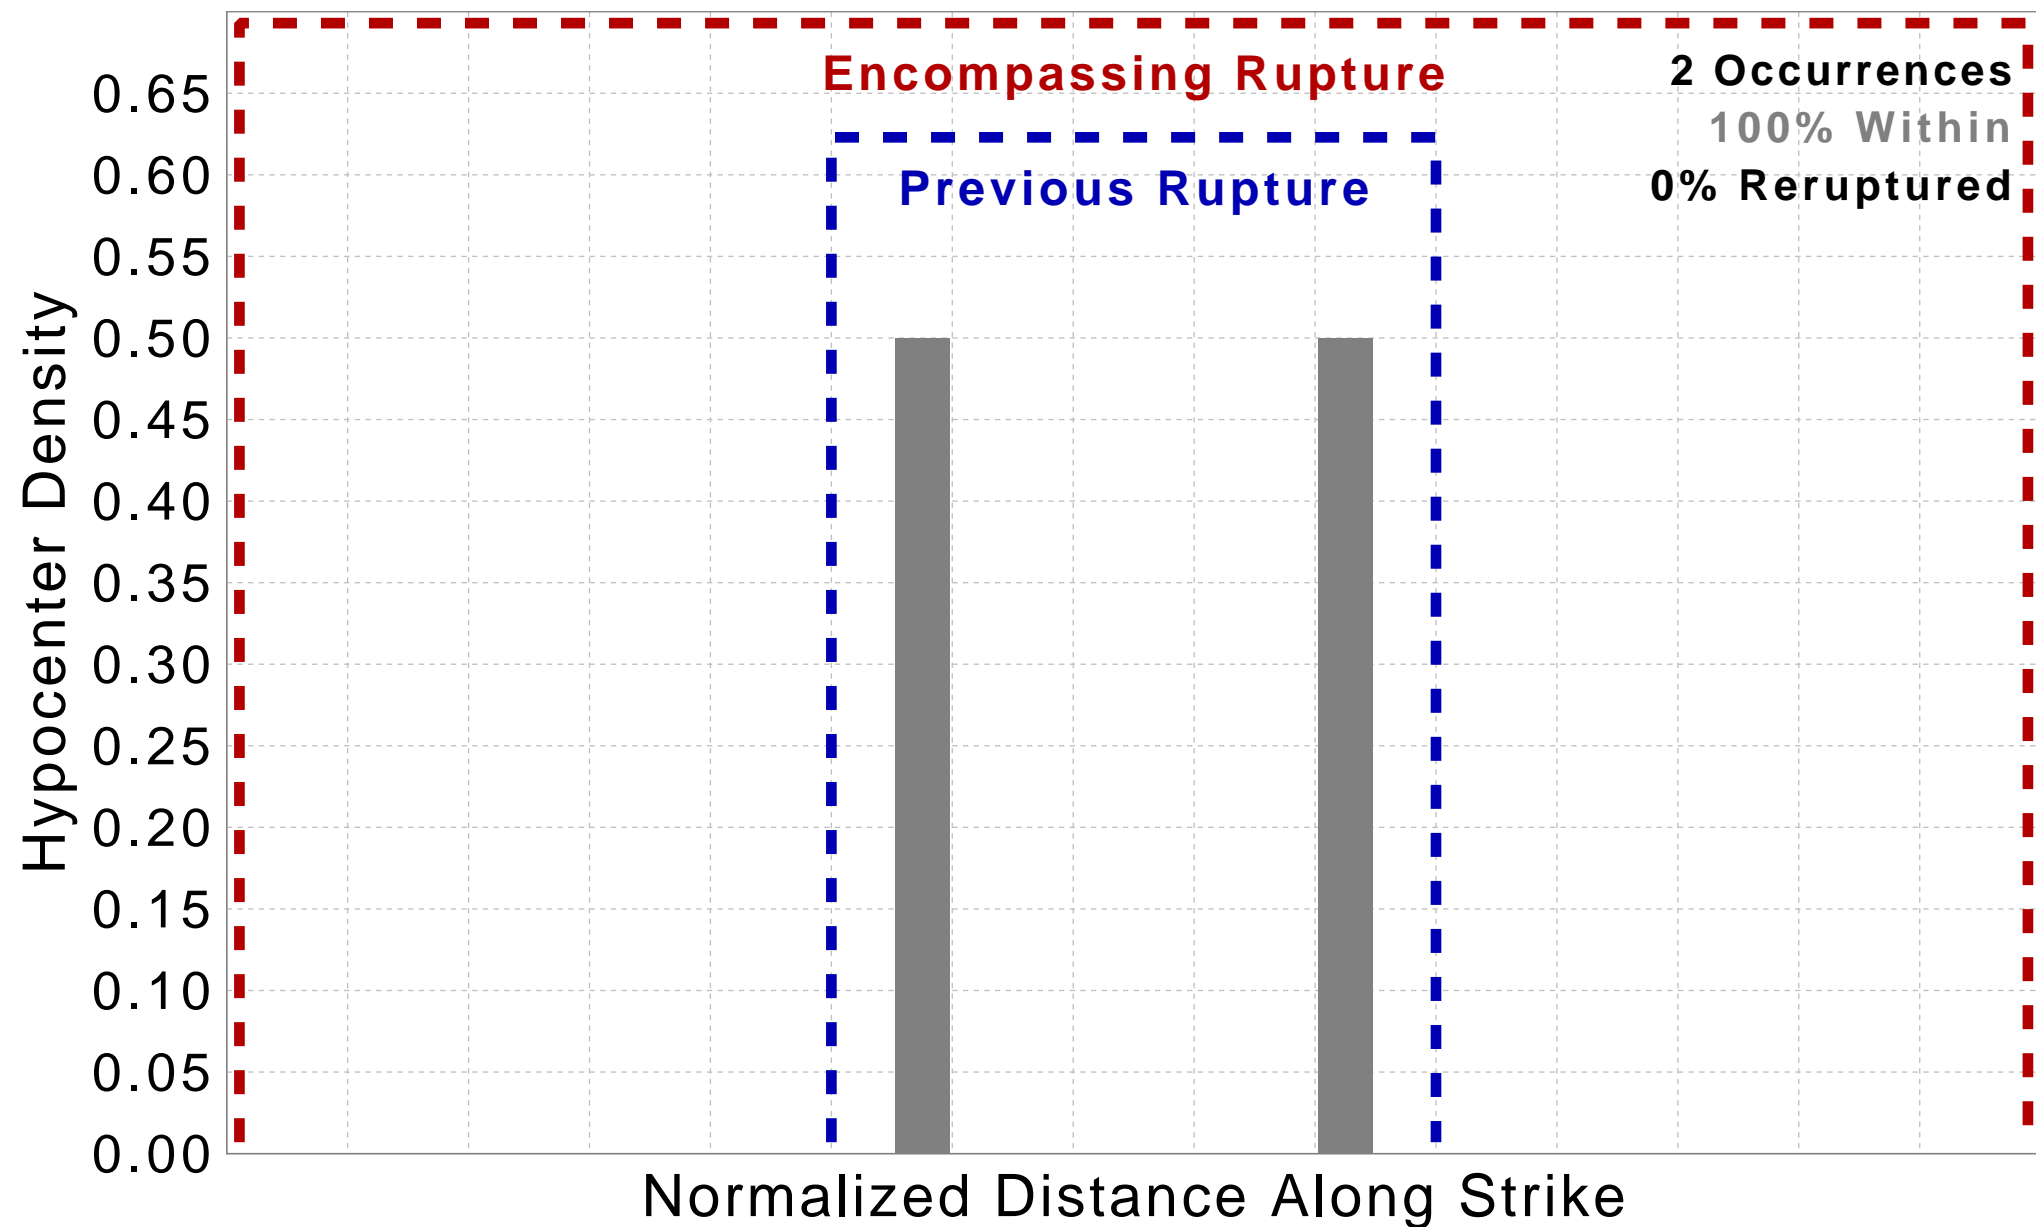 Encompassing Rupture
2 Occurrences
100% Within
0% Reruptured
Previous Rupture
Hypocenter Density
0.65
0.60
0.55
0.50
0.45
0.40
0.35
0.30
0.25
0.20
0.15
0.10
0.05
0.00
Normalized Distance Along Strike